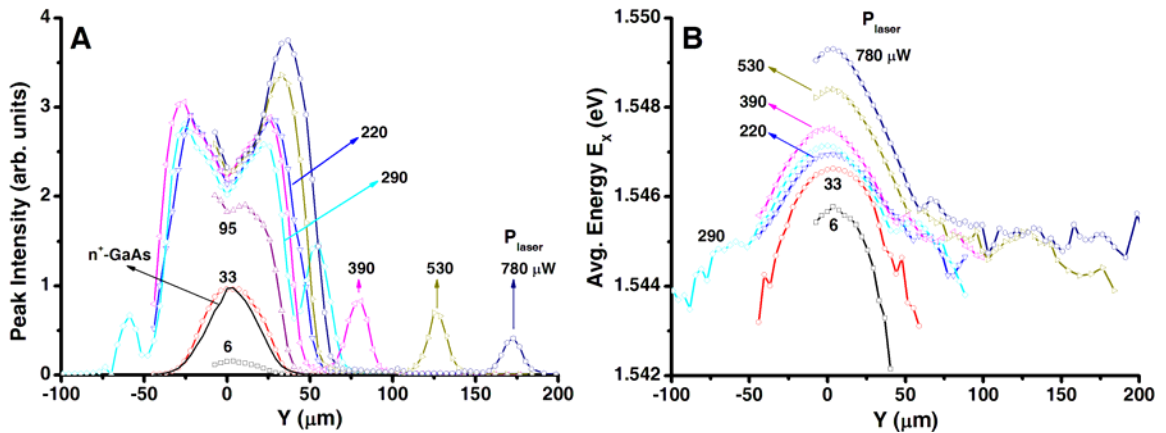 A
Peak Intensity (arb. units)
4
3
2
1
0
-100 -50 0 50 100 150 200
Y (μm)
220
290
95
n⁺-GaAs
33
6
390
530
P_laser
780 μW
B
Avg. Energy E_X (eV)
1.550
1.548
1.546
1.544
1.542
-100 -50 0 50 100 150 200
Y (μm)
P_laser
780 μW
530
390
220
33
6
290